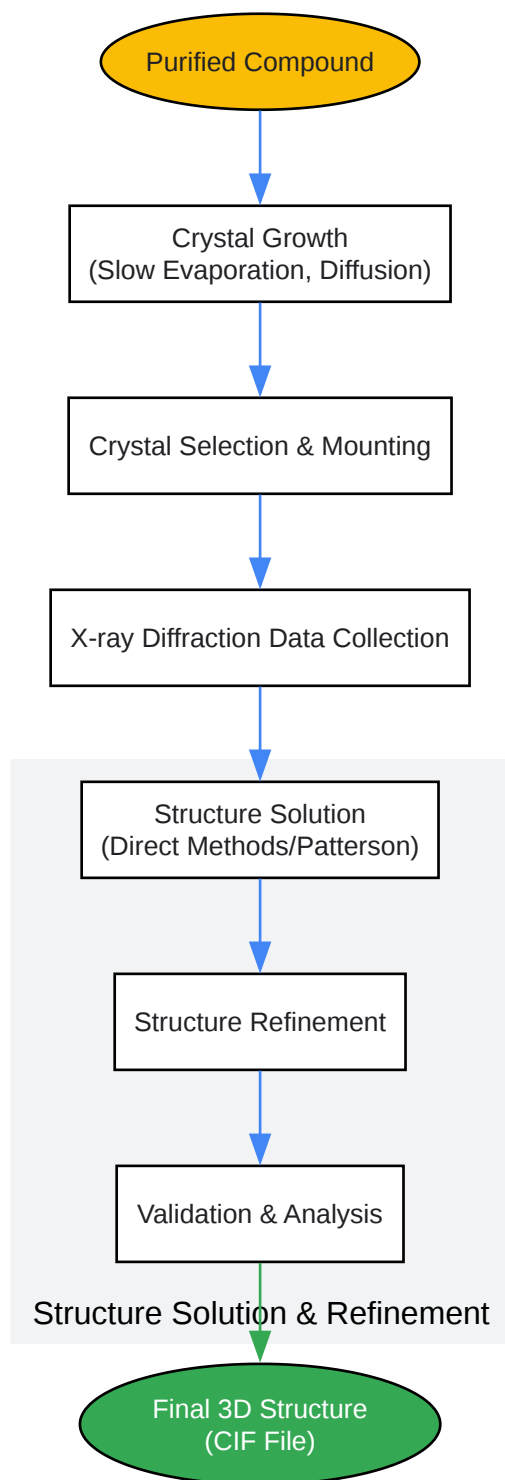 Purified Compound
Crystal Growth
(Slow Evaporation, Diffusion)
Crystal Selection & Mounting
X-ray Diffraction Data Collection
Structure Solution
(Direct Methods/Patterson)
Structure Refinement
Validation & Analysis
Structure Solution & Refinement
Final 3D Structure
(CIF File)